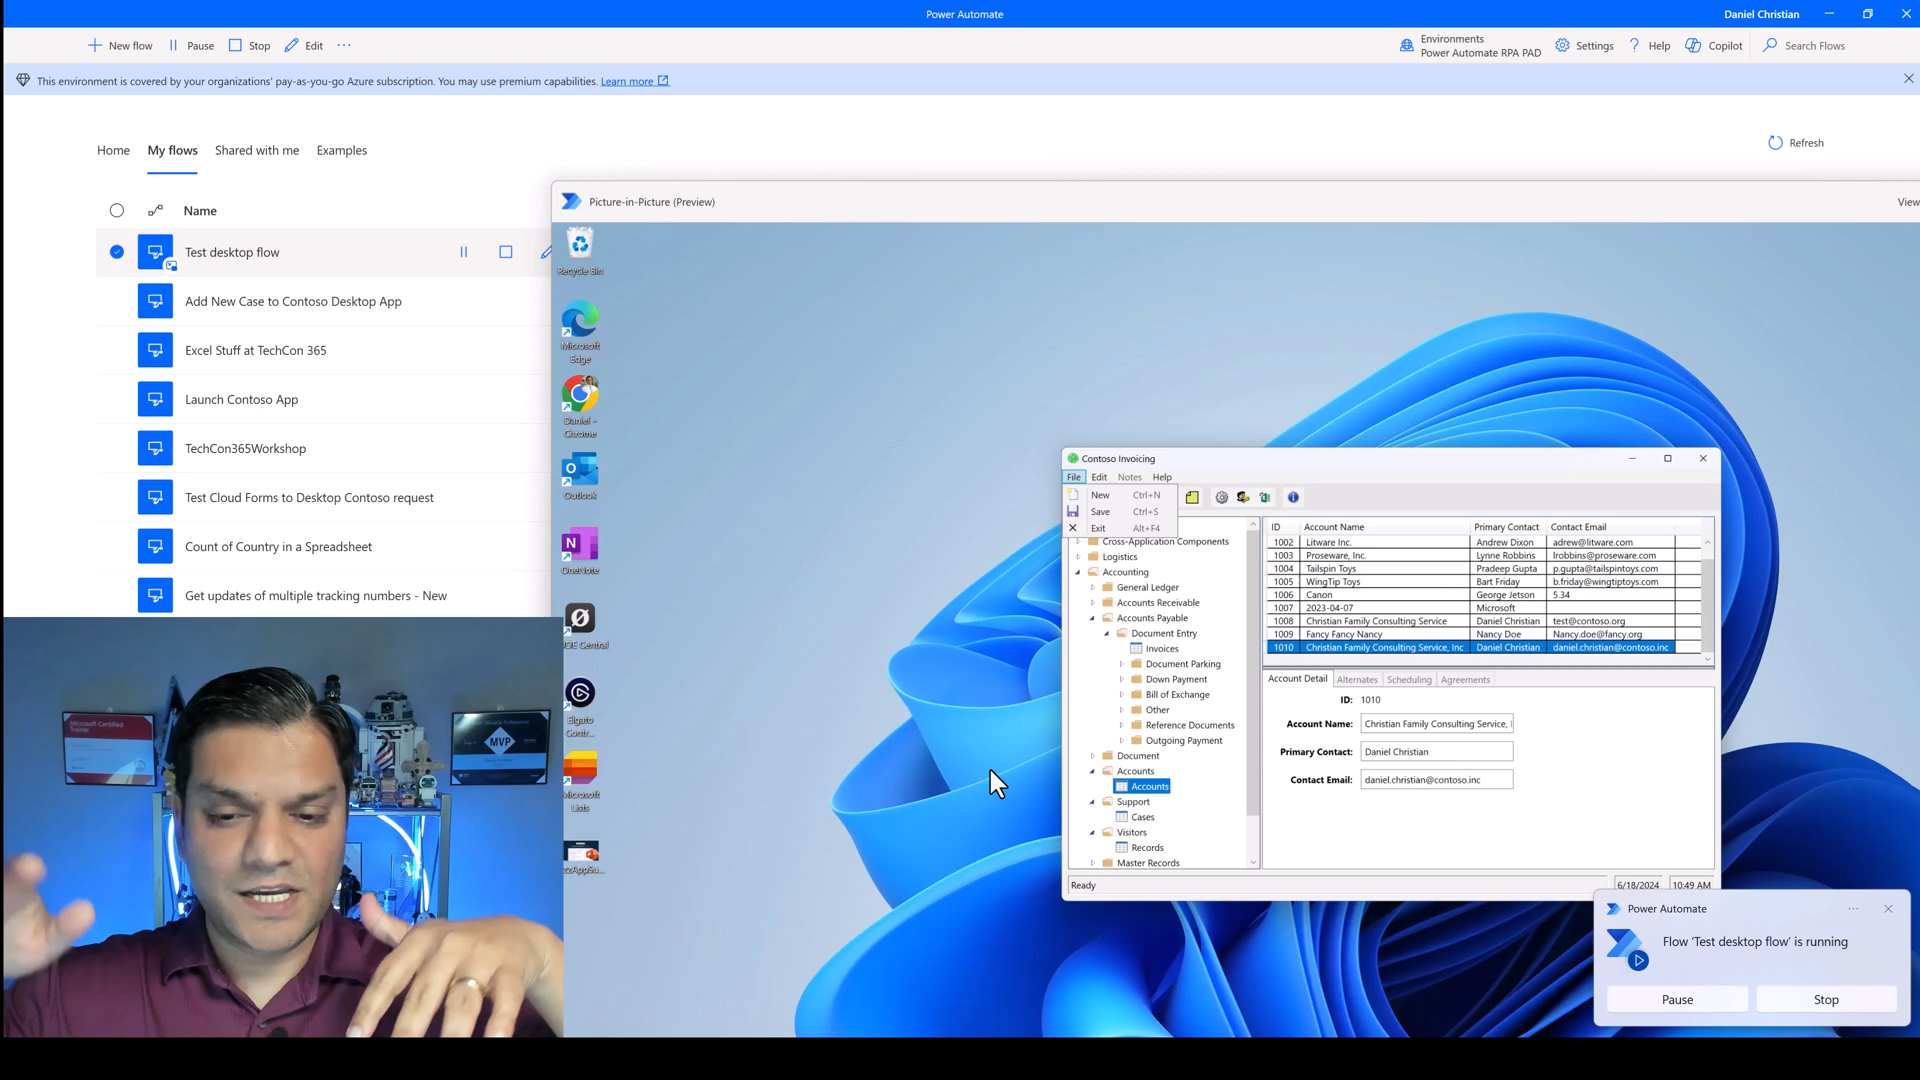 Power Automate
Daniel Christian
New flow
Pause
Stop
Edit
Environments
Power Automate RPA PAD
Settings
Help
Copilot
Search Flows
This environment is covered by your organizations' pay-as-you-go Azure subscription. You may use premium capabilities. Learn more
Home
My flows
Shared with me
Examples
Refresh
Name
Test desktop flow
Add New Case to Contoso Desktop App
Excel Stuff at TechCon 365
Launch Contoso App
TechCon365Workshop
Test Cloud Forms to Desktop Contoso request
Count of Country in a Spreadsheet
Get updates of multiple tracking numbers - New
Picture-in-Picture (Preview)
View
Recycle Bin
Microsoft
Edge
Daniel -
Chrome
Outlook
OneNote
Central
Elgato
Contr...
Microsoft
Lists
Contoso Invoicing
File Edit Notes Help
New Ctrl+N
Save Ctrl+S
Exit Alt+F4
Cross-Application Components
Logistics
Accounting
General Ledger
Accounts Receivable
Accounts Payable
Document Entry
Invoices
Document Parking
Down Payment
Bill of Exchange
Other
Reference Documents
Outgoing Payment
Document
Accounts
Accounts
Support
Cases
Visitors
Records
Master Records
ID Account Name Primary Contact Contact Email
1002 Litware Inc. Andrew Dixon adrew@litware.com
1003 Proseware, Inc. Lynne Robbins lrobbins@proseware.com
1004 Tailspin Toys Pradeep Gupta p.gupta@tailspintoys.com
1005 WingTip Toys Bart Friday b.friday@wingtiptoys.com
1006 Canon George Jetson 5.34
1007 2023-04-07 Microsoft
1008 Christian Family Consulting Service Daniel Christian test@contoso.org
1009 Fancy Fancy Nancy Nancy Doe Nancy.doe@fancy.org
1010 Christian Family Consulting Service, Inc Daniel Christian daniel.christian@contoso.inc
Account Detail Alternates Scheduling Agreements
ID: 1010
Account Name: Christian Family Consulting Service,
Primary Contact: Daniel Christian
Contact Email: daniel.christian@contoso.inc
Ready
6/18/2024 10:49 AM
Power Automate
Flow 'Test desktop flow' is running
Pause
Stop
Microsoft Certified
Trainer
MVP